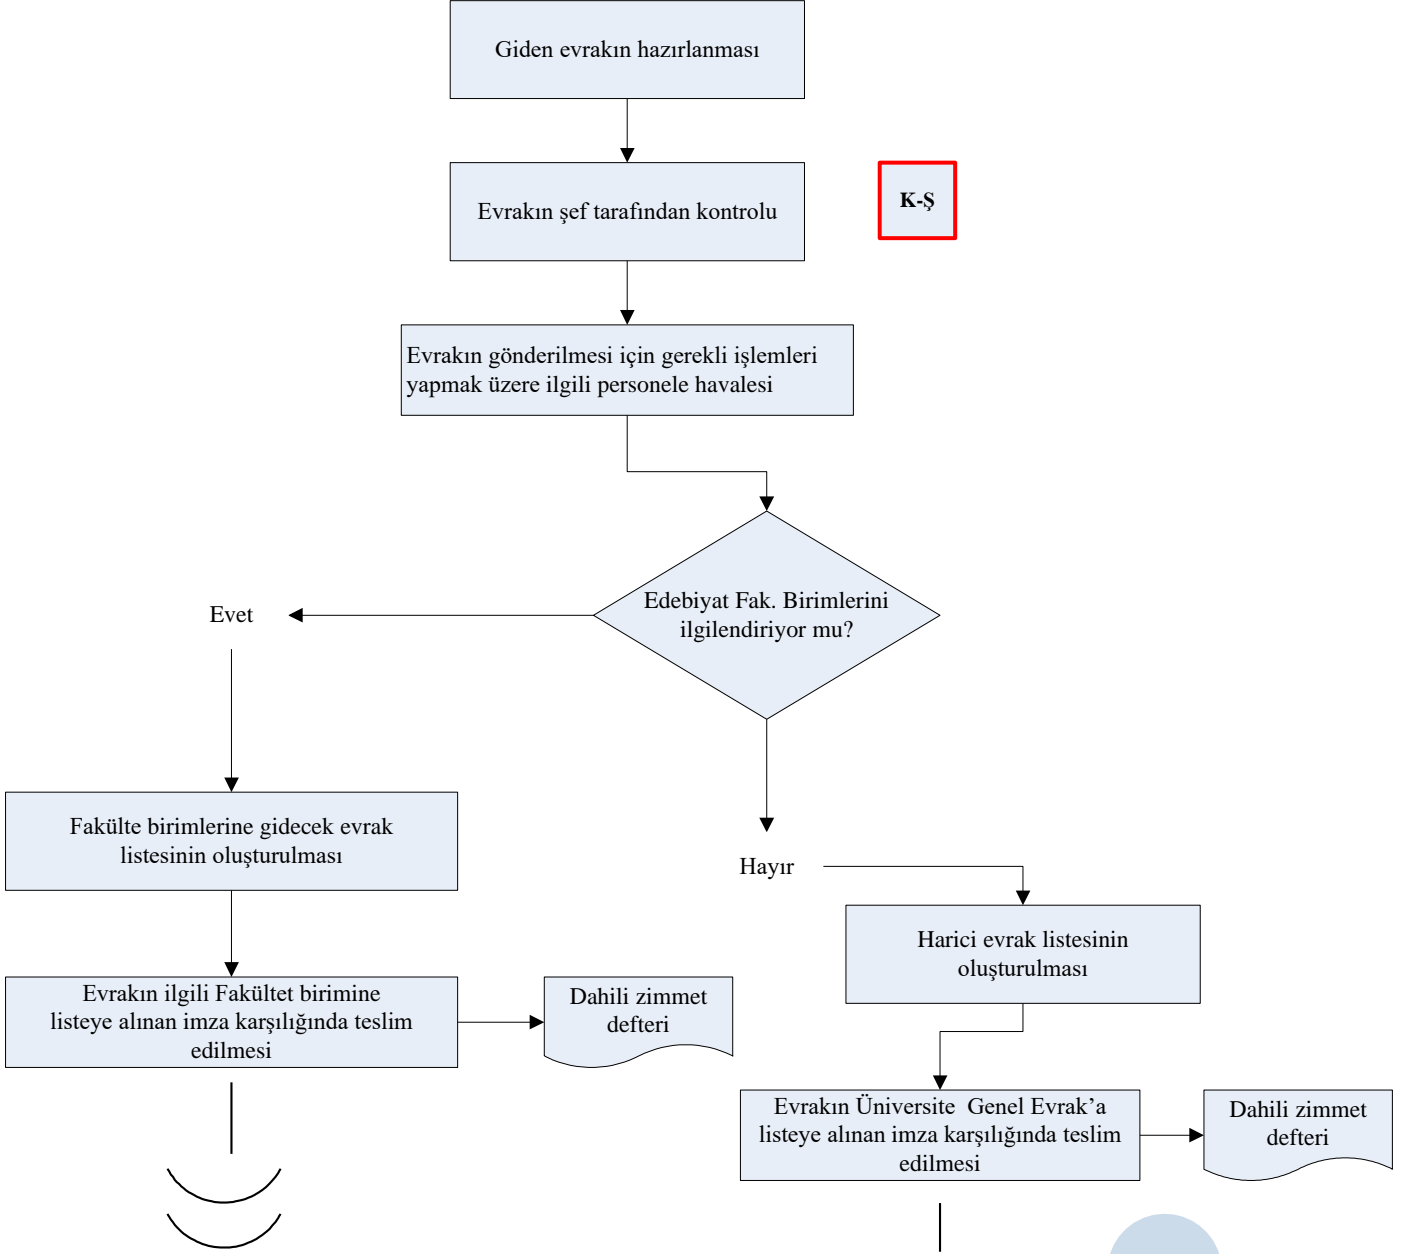 Giden evrakın hazırlanması
Evrakın şef tarafından kontrolu
K-Ş
Evrakın gönderilmesi için gerekli işlemleri
yapmak üzere ilgili personele havalesi
Edebiyat Fak. Birimlerini
ilgilendiriyor mu?
Evet
Fakülte birimlerine gidecek evrak
listesinin oluşturulması
Hayır
Harici evrak listesinin
oluşturulması
Evrakın ilgili Fakültet birimine
listeye alınan imza karşılığında teslim
edilmesi
Dahili zimmet
defteri
Evrakın Üniversite  Genel Evrak’a
listeye alınan imza karşılığında teslim
edilmesi
Dahili zimmet
defteri